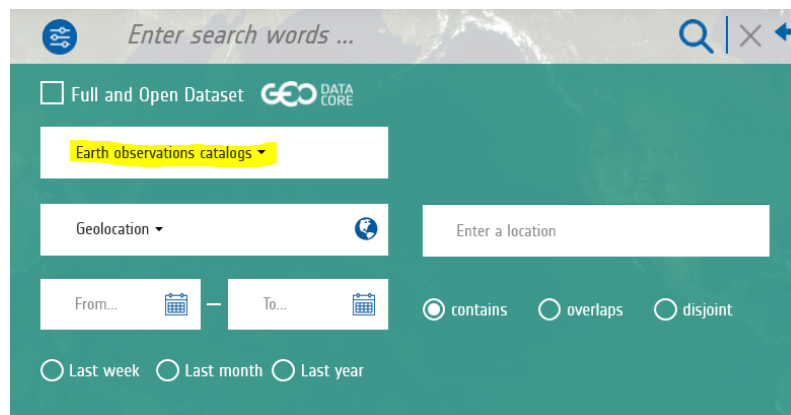 Enter search words ...
Full and Open Dataset GEO DATA CORE
Earth observations catalogs
Geolocation
Enter a location
From... – To...
contains overlaps disjoint
Last week Last month Last year